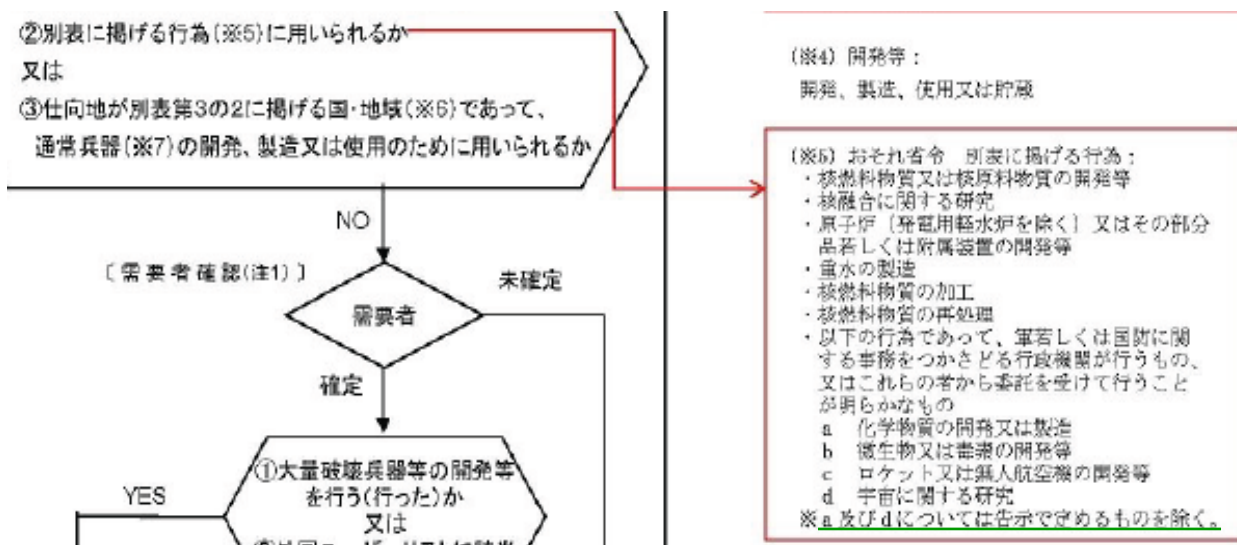 ②別表に掲げる行為(※5)に用いられるか
又は
③仕向地が別表第3の2に掲げる国・地域(※6)であって、
通常兵器(※7)の開発、製造又は使用のために用いられるか
NO
〔需要者確認(注1)〕
未確定
需要者
確定
①大量破壊兵器等の開発等
を行う(行った)か
又は
YES
(※4) 開発等：
開発、製造、使用又は貯蔵
(※5) おそれ省令　別表に掲げる行為：
・核燃料物質又は核原料物質の開発等
・核融合に関する研究
・原子炉（発電用軽水炉を除く）又はその部分
品若しくは附属装置の開発等
・重水の製造
・核燃料物質の加工
・核燃料物質の再処理
・以下の行為であって、軍若しくは国防に関
する事務をつかさどる行政機関が行うもの、
又はこれらの者から委託を受けて行うこと
が明らかなもの
a　化学物質の開発又は製造
b　微生物又は毒素の開発等
c　ロケット又は無人航空機の開発等
d　宇宙に関する研究
※a及びdについては告示で定めるものを除く。